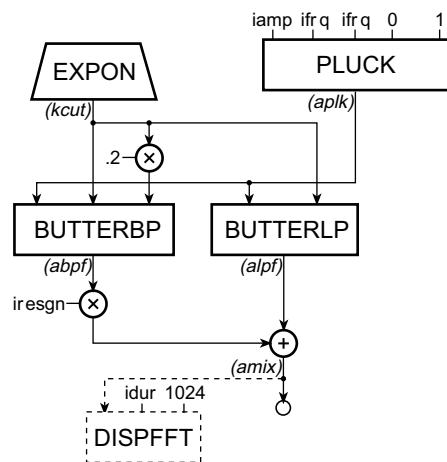 iamp ifrq ifrq 0 1
EXPON
PLUCK
(kcut)
(aplk)
.2
×
BUTTERBP
BUTTERLP
(abpf)
(alpf)
iresgn
×
+
(amix)
idur 1024
DISPFFT